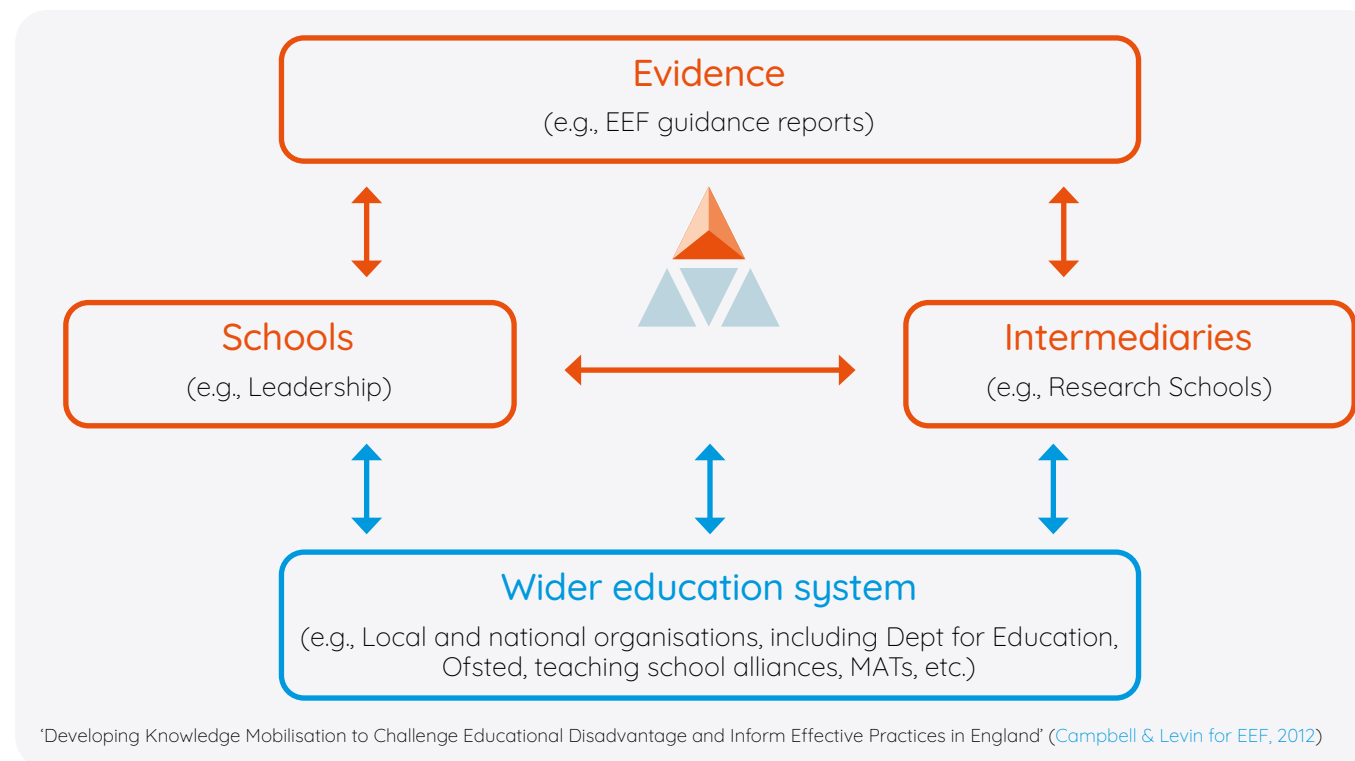 Evidence
(e.g., EEF guidance reports)
Schools
(e.g., Leadership)
Intermediaries
(e.g., Research Schools)
Wider education system
(e.g., Local and national organisations, including Dept for Education,
Ofsted, teaching school alliances, MATs, etc.)
‘Developing Knowledge Mobilisation to Challenge Educational Disadvantage and Inform Effective Practices in England’ (Campbell & Levin for EEF, 2012)